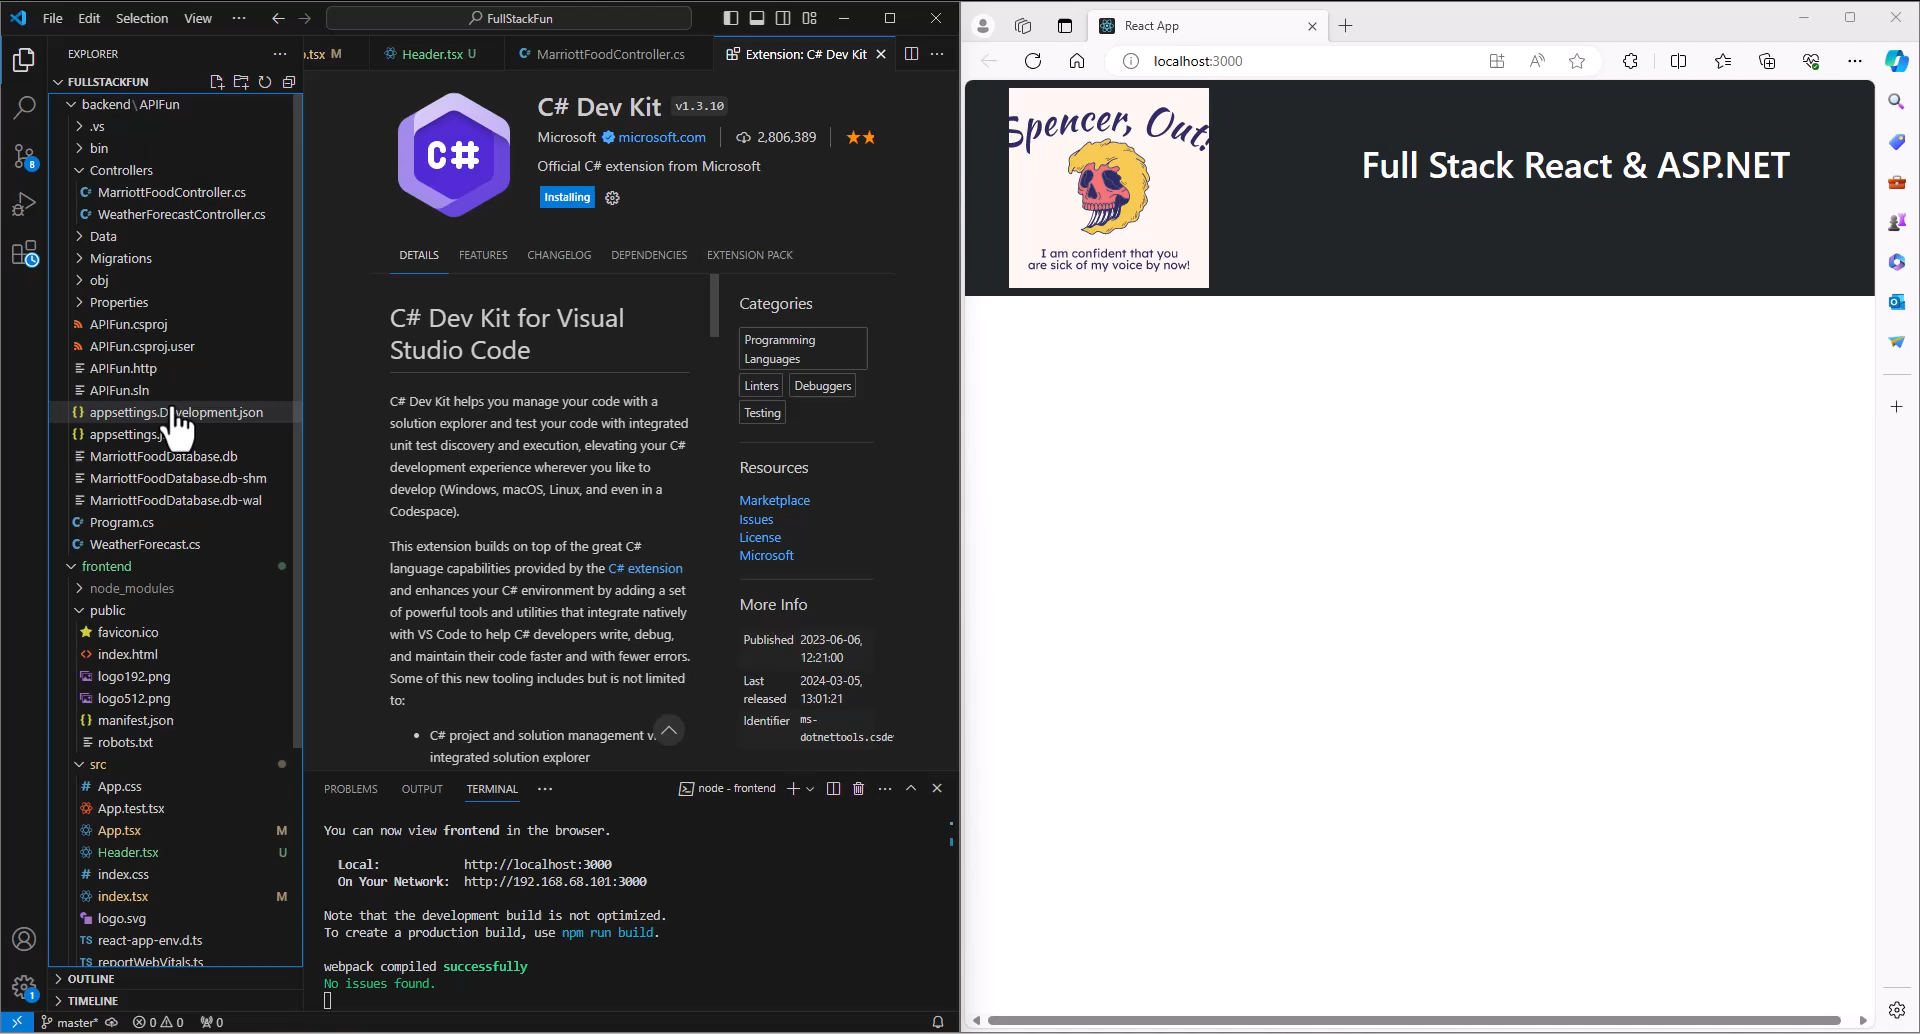 File Edit Selection View ··· FullStackFun
EXPLORER
FULLSTACKFUN
backend\APIFun
.vs
bin
Controllers
MarriottFoodController.cs
WeatherForecastController.cs
Data
Migrations
obj
Properties
APIFun.csproj
APIFun.csproj.user
APIFun.http
APIFun.sln
appsettings.Development.json
appsettings.
MarriottFoodDatabase.db
MarriottFoodDatabase.db-shm
MarriottFoodDatabase.db-wal
Program.cs
WeatherForecast.cs
frontend
node_modules
public
favicon.ico
index.html
logo192.png
logo512.png
manifest.json
robots.txt
src
App.css
App.test.tsx
App.tsx M
Header.tsx U
index.css
index.tsx M
logo.svg
react-app-env.d.ts
reportWebVitals.ts
OUTLINE
TIMELINE
8
1
master* 0 0 0
.tsx M Header.tsx U MarriottFoodController.cs Extension: C# Dev Kit
C#
C# Dev Kit v1.3.10
Microsoft microsoft.com 2,806,389
Official C# extension from Microsoft
Installing
DETAILS FEATURES CHANGELOG DEPENDENCIES EXTENSION PACK
C# Dev Kit for Visual
Studio Code
C# Dev Kit helps you manage your code with a
solution explorer and test your code with integrated
unit test discovery and execution, elevating your C#
development experience wherever you like to
develop (Windows, macOS, Linux, and even in a
Codespace).
This extension builds on top of the great C#
language capabilities provided by the C# extension
and enhances your C# environment by adding a set
of powerful tools and utilities that integrate natively
with VS Code to help C# developers write, debug,
and maintain their code faster and with fewer errors.
Some of this new tooling includes but is not limited
to:
• C# project and solution management v
integrated solution explorer
Categories
Programming
Languages
Linters Debuggers
Testing
Resources
Marketplace
Issues
License
Microsoft
More Info
Published 2023-06-06,
12:21:00
Last 2024-03-05,
released 13:01:21
Identifier ms-
dotnettools.csde
PROBLEMS OUTPUT TERMINAL ··· node - frontend
You can now view frontend in the browser.
Local: http://localhost:3000
On Your Network: http://192.168.68.101:3000
Note that the development build is not optimized.
To create a production build, use npm run build.
webpack compiled successfully
No issues found.
React App
localhost:3000
Spencer, Out!
I am confident that you
are sick of my voice by now!
Full Stack React & ASP.NET